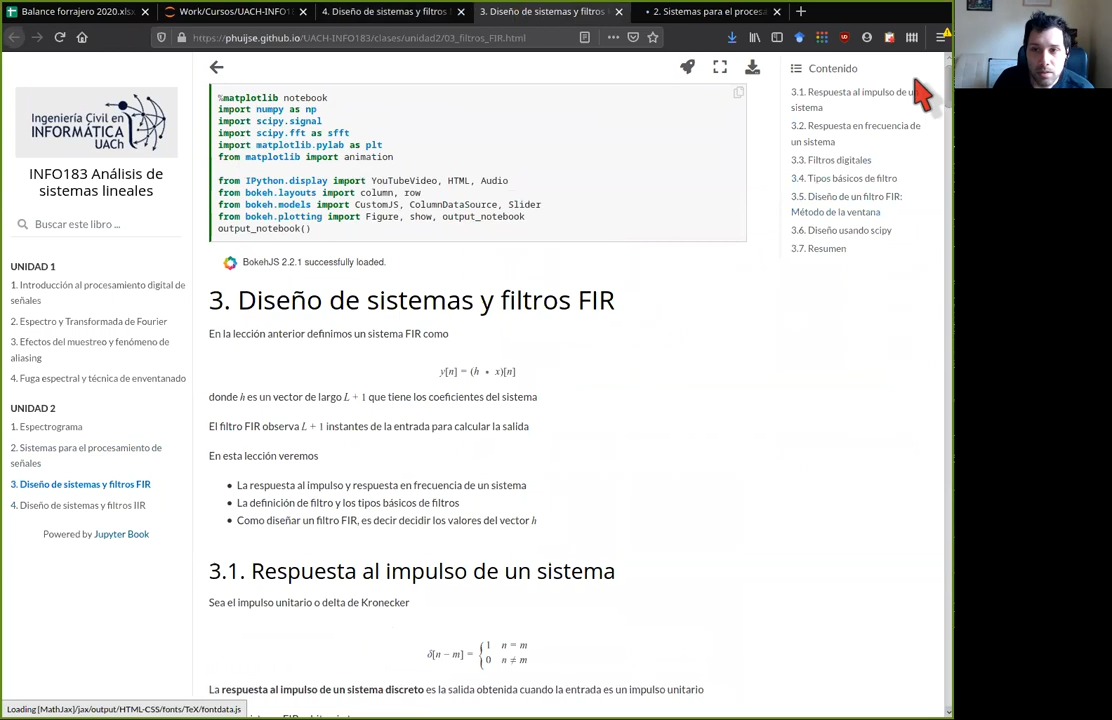 Balance forrajero 2020.xlsx
Work/Cursos/UACH-INFO1
4. Diseño de sistemas y filtros
3. Diseño de sistemas y filtros
2. Sistemas para el proces
https://phuijse.github.io/UACH-INFO183/clases/unidad2/03_filtros_FIR.html
Ingeniería Civil en
INFORMÁTICA
UACh
INFO183 Análisis de
sistemas lineales
Buscar este libro ...
UNIDAD 1
1. Introducción al procesamiento digital de
señales
2. Espectro y Transformada de Fourier
3. Efectos del muestreo y fenómeno de
aliasing
4. Fuga espectral y técnica de enventanado
UNIDAD 2
1. Espectrograma
2. Sistemas para el procesamiento de
señales
3. Diseño de sistemas y filtros FIR
4. Diseño de sistemas y filtros IIR
Powered by Jupyter Book
%matplotlib notebook
import numpy as np
import scipy.signal
import scipy.fft as sfft
import matplotlib.pylab as plt
from matplotlib import animation
from IPython.display import YouTubeVideo, HTML, Audio
from bokeh.layouts import column, row
from bokeh.models import CustomJS, ColumnDataSource, Slider
from bokeh.plotting import Figure, show, output_notebook
output_notebook()
BokehJS 2.2.1 successfully loaded.
3. Diseño de sistemas y filtros FIR
En la lección anterior definimos un sistema FIR como
y[n] = (h * x)[n]
donde h es un vector de largo L + 1 que tiene los coeficientes del sistema
El filtro FIR observa L + 1 instantes de la entrada para calcular la salida
En esta lección veremos
• La respuesta al impulso y respuesta en frecuencia de un sistema
• La definición de filtro y los tipos básicos de filtros
• Como diseñar un filtro FIR, es decir decidir los valores del vector h
3.1. Respuesta al impulso de un sistema
Sea el impulso unitario o delta de Kronecker
δ[n − m] = { 1 n = m
0 n ≠ m
La respuesta al impulso de un sistema discreto es la salida obtenida cuando la entrada es un impulso unitario
Contenido
3.1. Respuesta al impulso de un
sistema
3.2. Respuesta en frecuencia de
un sistema
3.3. Filtros digitales
3.4. Tipos básicos de filtro
3.5. Diseño de un filtro FIR:
Método de la ventana
3.6. Diseño usando scipy
3.7. Resumen
Loading [MathJax]/jax/output/HTML-CSS/fonts/TeX/fontdata.js